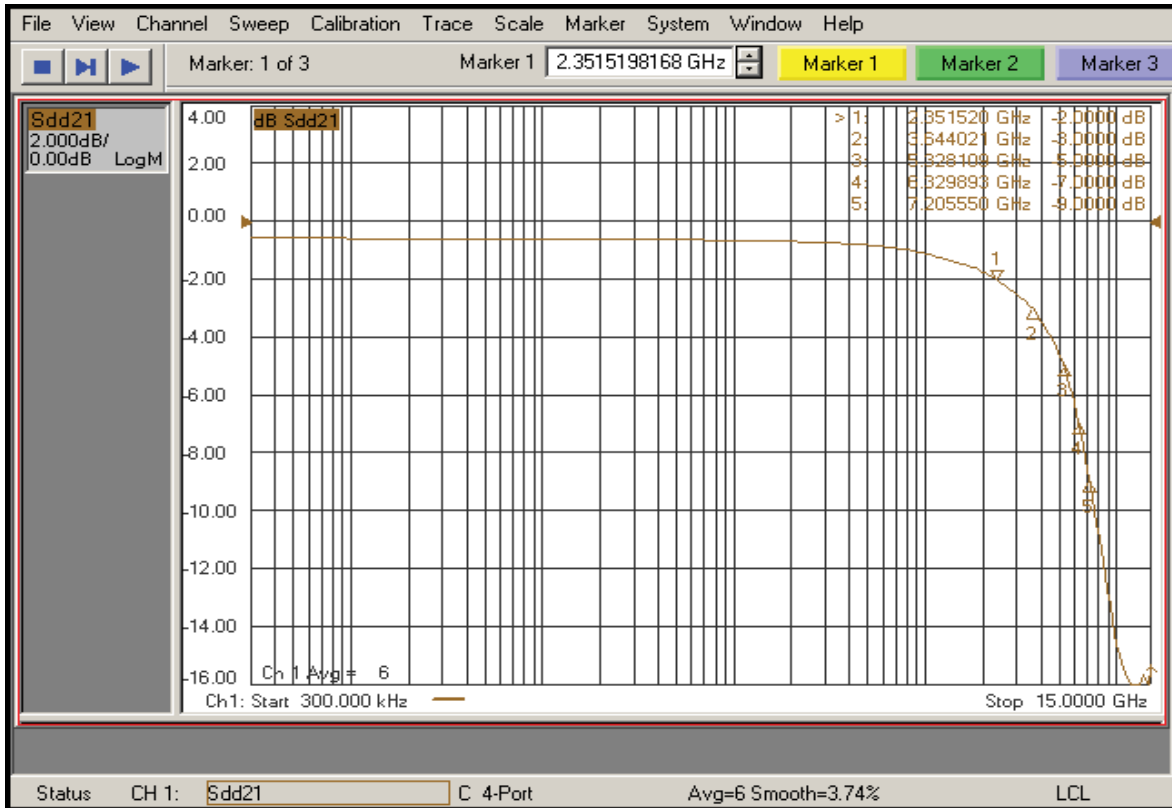 File View Channel Sweep Calibration Trace Scale Marker System Window Help
Marker: 1 of 3 Marker 1 2.3515198168 GHz Marker 1 Marker 2 Marker 3
Sdd21
2.000dB/
0.00dB LogM
dB Sdd21
4.00
2.00
0.00
-2.00
-4.00
-6.00
-8.00
-10.00
-12.00
-14.00
-16.00
> 1: 2.351520 GHz -2.0000 dB
2: 3.644021 GHz -3.0000 dB
3: 5.328109 GHz -5.0000 dB
4: 6.329893 GHz -7.0000 dB
5: 7.205550 GHz -9.0000 dB
1
2
3
4
5
Ch 1 Avg = 6
Ch1: Start 300.000 kHz Stop 15.0000 GHz
Status CH 1: Sdd21 C 4-Port Avg=6 Smooth=3.74% LCL